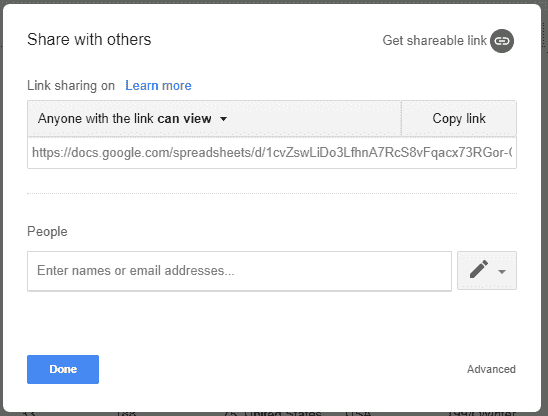 Share with others
Get shareable link
Link sharing on Learn more
Anyone with the link can view
Copy link
https://docs.google.com/spreadsheets/d/1cvZswLiDo3LfhnA7RcS8vFqacx73RGor-
People
Enter names or email addresses...
Done
Advanced